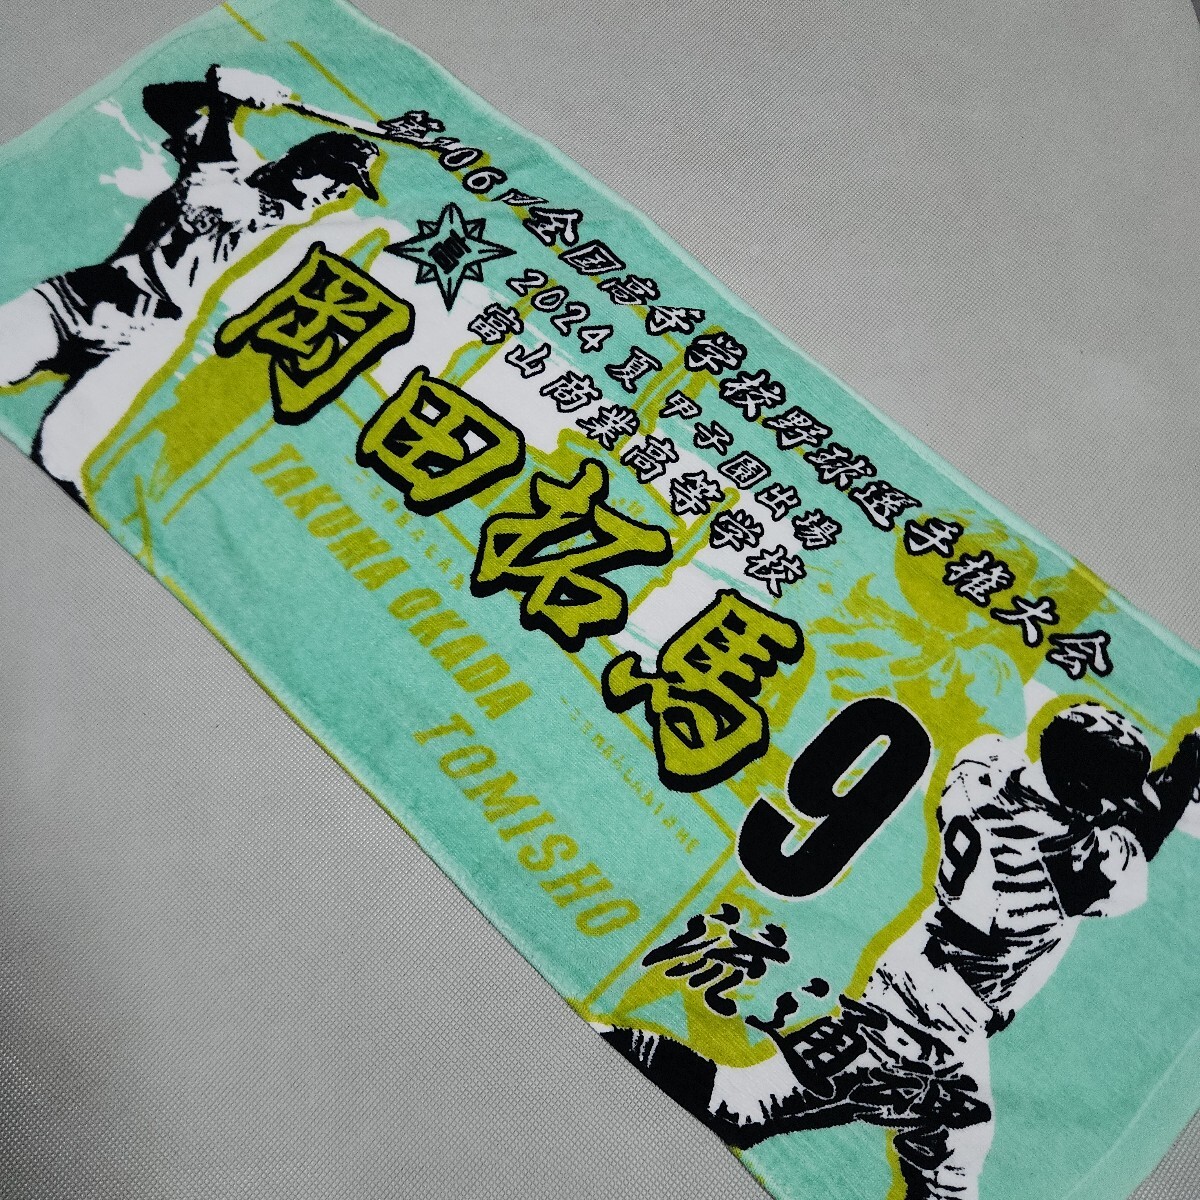 第106回全国高等学校野球選手権大会
富
2024夏 甲子園出場
富山商業高等学校
岡田拓馬
9
TAKUMA OKADA
TOMISHO
流通魂
9